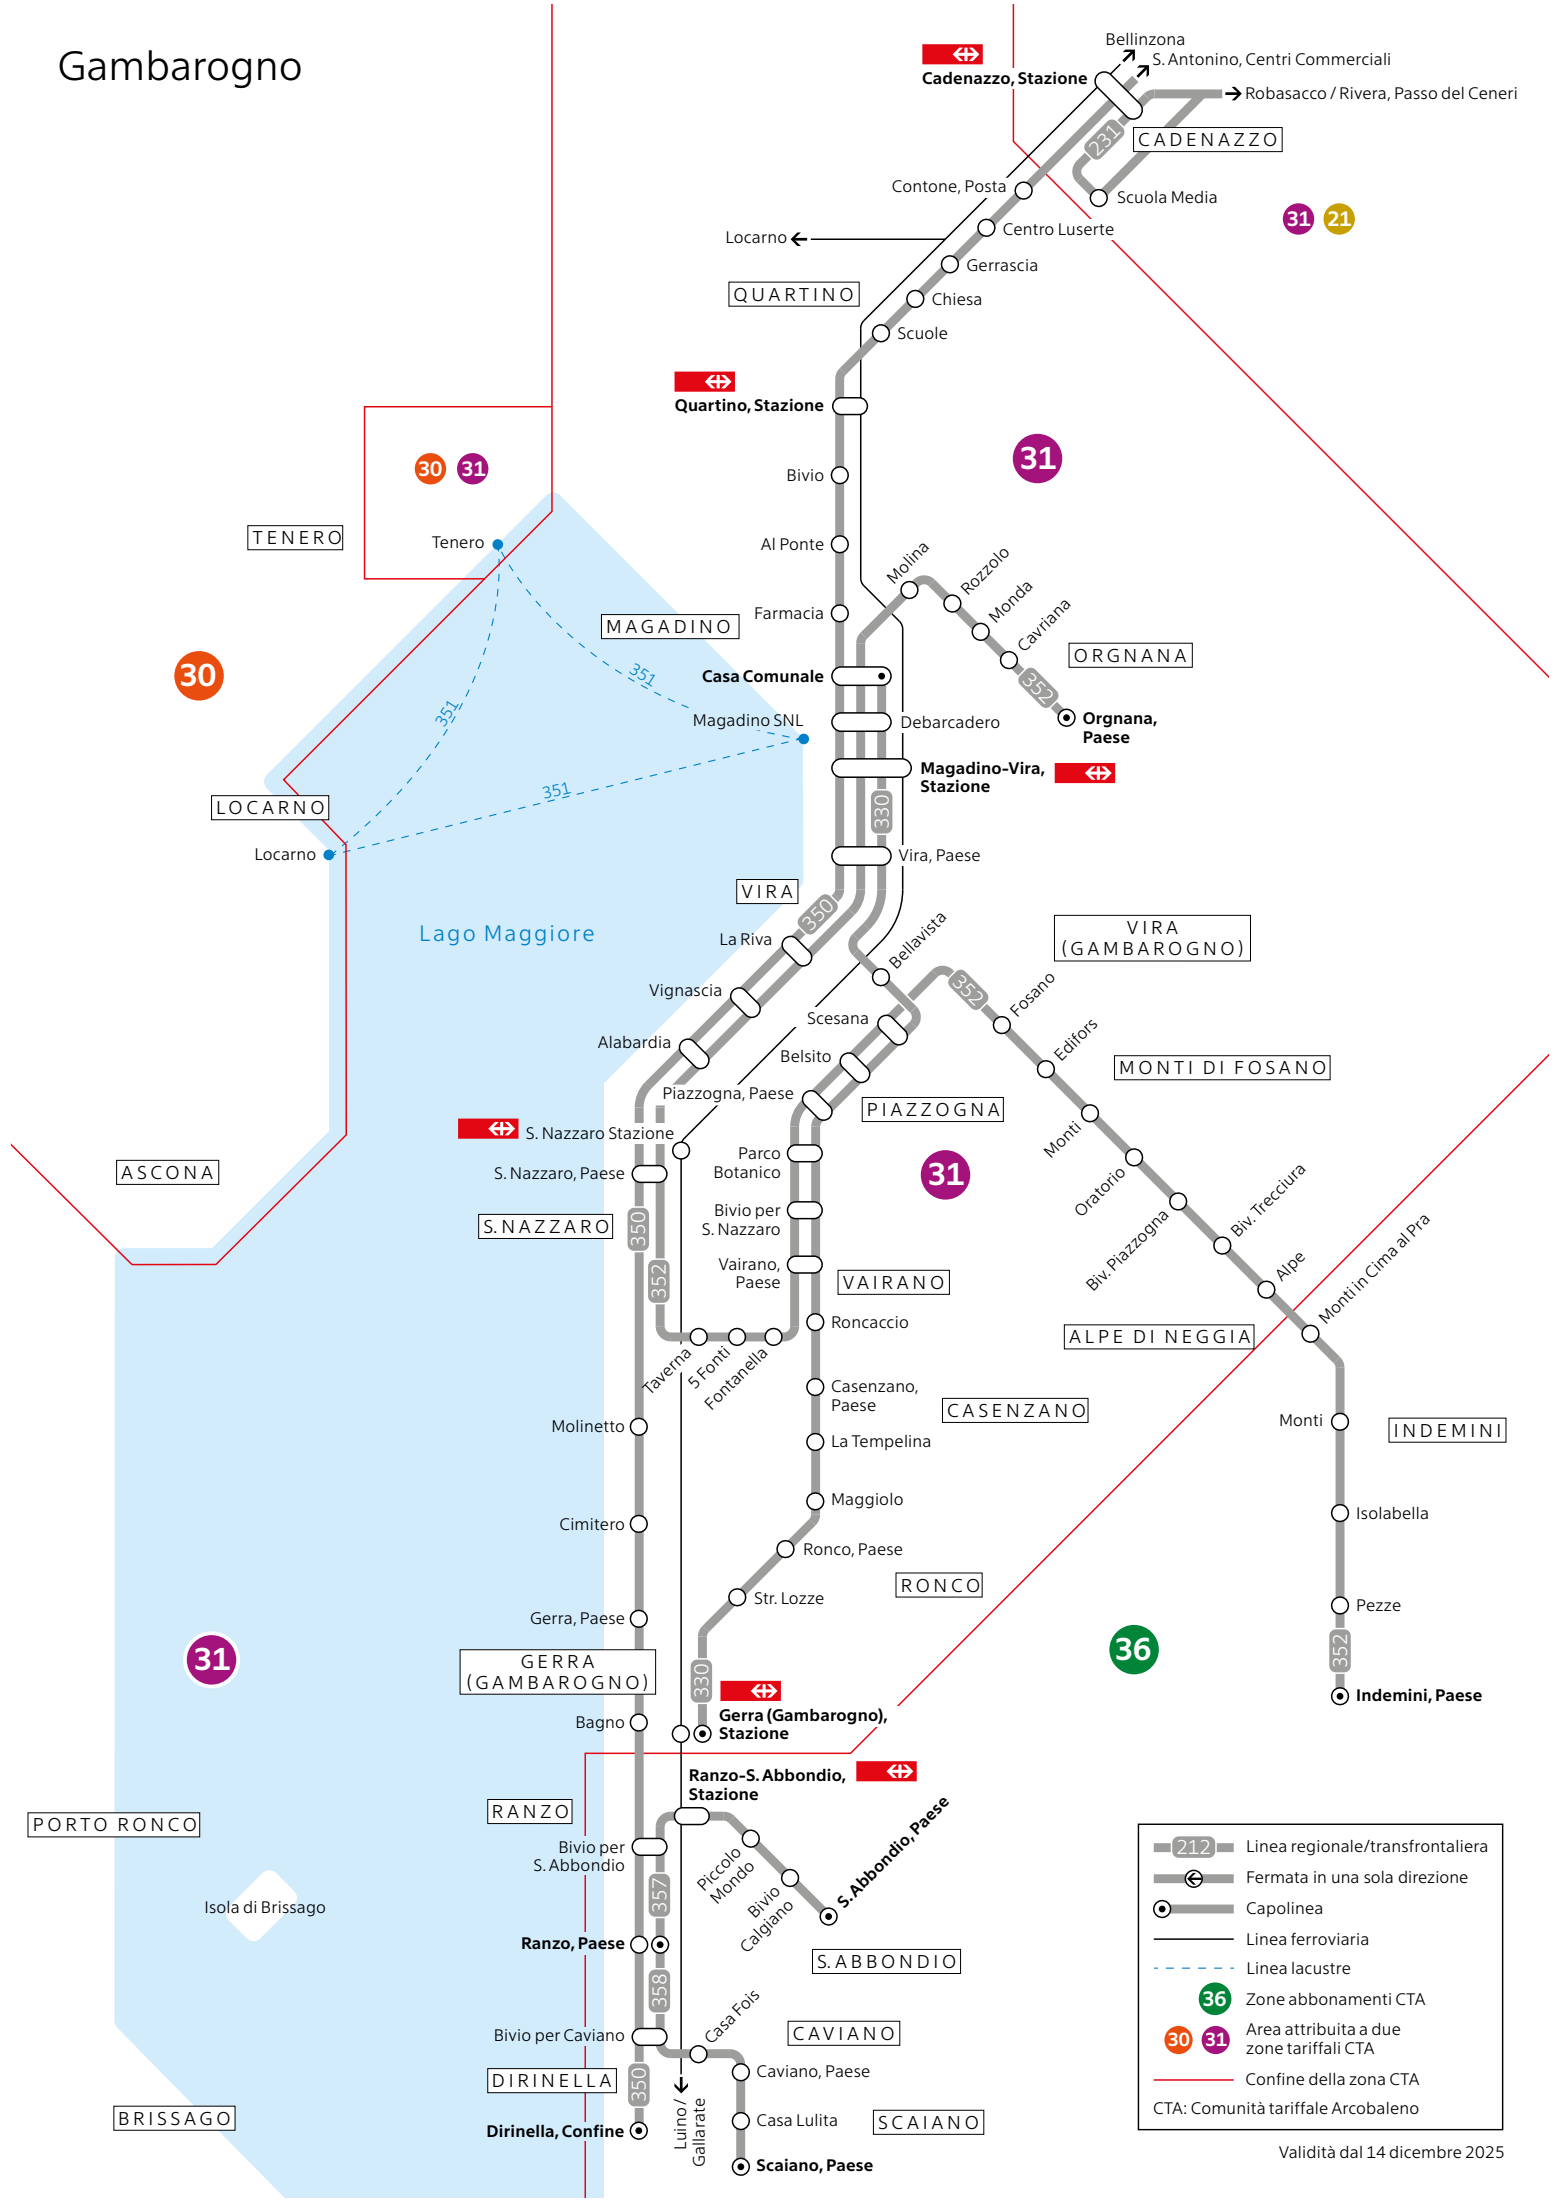 Gambarogno
Bellinzona
S. Antonino, Centri Commerciali
Cadenazzo, Stazione
Robasacco / Rivera, Passo del Ceneri
231
CADENAZZO
Contone, Posta
Scuola Media
31 21
Centro Luserte
Locarno
Gerrascia
QUARTINO
Chiesa
Scuole
Quartino, Stazione
30 31
31
Bivio
TENERO
Tenero
Al Ponte
Molina
Rozzolo
Monda
Cavriana
Farmacia
MAGADINO
ORGNANA
30
351
351
351
Casa Comunale
352
Magadino SNL
Debarcadero
Orgnana,
Paese
Magadino-Vira,
Stazione
LOCARNO
330
Locarno
Vira, Paese
VIRA
350
Lago Maggiore
La Riva
Bellavista
VIRA
(GAMBAROGNO)
Vignascia
352
Fosano
Scesana
Alabardia
Belsito
Edifors
MONTI DI FOSANO
Piazzogna, Paese
PIAZZOGNA
S. Nazzaro Stazione
Monti
ASCONA
S. Nazzaro, Paese
Parco
Botanico
31
Oratorio
S. NAZZARO
350
Bivio per
S. Nazzaro
Biv. Piazzogna
Biv. Trecciura
352
Vairano,
Paese
VAIRANO
Alpe
Monti in Cima al Pra
Roncaccio
ALPE DI NEGGIA
Taverna
5 Fonti
Fontanella
Casenzano,
Paese
CASENZANO
Molinetto
La Tempelina
Monti
INDEMINI
Maggiolo
Isolabella
Cimitero
Ronco, Paese
RONCO
Str. Lozze
Pezze
Gerra, Paese
31
GERRA
(GAMBAROGNO)
330
36
352
Indemini, Paese
Bagno
Gerra (Gambarogno),
Stazione
Ranzo-S. Abbondio,
Stazione
RANZO
PORTO RONCO
Bivio per
S. Abbondio
Piccolo
Mondo
Bivio
Calgiano
S. Abbondio, Paese
357
Isola di Brissago
Ranzo, Paese
S. ABBONDIO
358
Bivio per Caviano
Casa Fois
CAVIANO
DIRINELLA
350
Caviano, Paese
BRISSAGO
Luino /
Gallarate
Casa Lulita
SCAIANO
Dirinella, Confine
Scaiano, Paese
212 Linea regionale/transfrontaliera
Fermata in una sola direzione
Capolinea
Linea ferroviaria
Linea lacustre
36 Zone abbonamenti CTA
30 31 Area attribuita a due
zone tariffali CTA
Confine della zona CTA
CTA: Comunità tariffale Arcobaleno
Validità dal 14 dicembre 2025